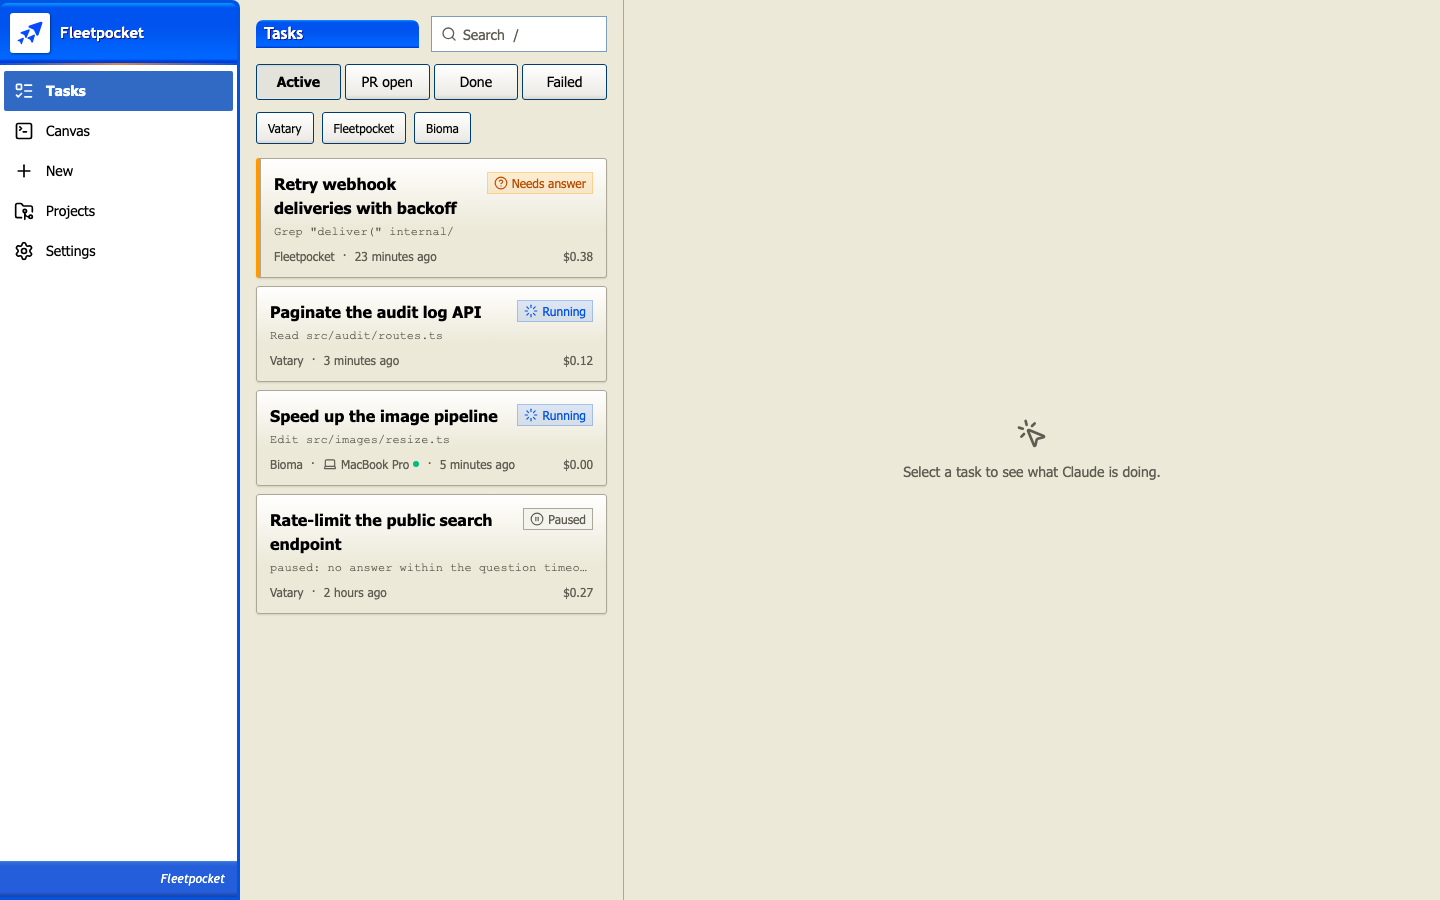 Fleetpocket
Tasks
Canvas
New
Projects
Settings
Fleetpocket
Tasks
Search /
Active
PR open
Done
Failed
Vatary
Fleetpocket
Bioma
Retry webhook
deliveries with backoff
Needs answer
Grep "deliver(" internal/
Fleetpocket · 23 minutes ago
$0.38
Paginate the audit log API
Running
Read src/audit/routes.ts
Vatary · 3 minutes ago
$0.12
Speed up the image pipeline
Running
Edit src/images/resize.ts
Bioma · MacBook Pro · 5 minutes ago
$0.00
Rate-limit the public search
endpoint
Paused
paused: no answer within the question timeo…
Vatary · 2 hours ago
$0.27
Select a task to see what Claude is doing.